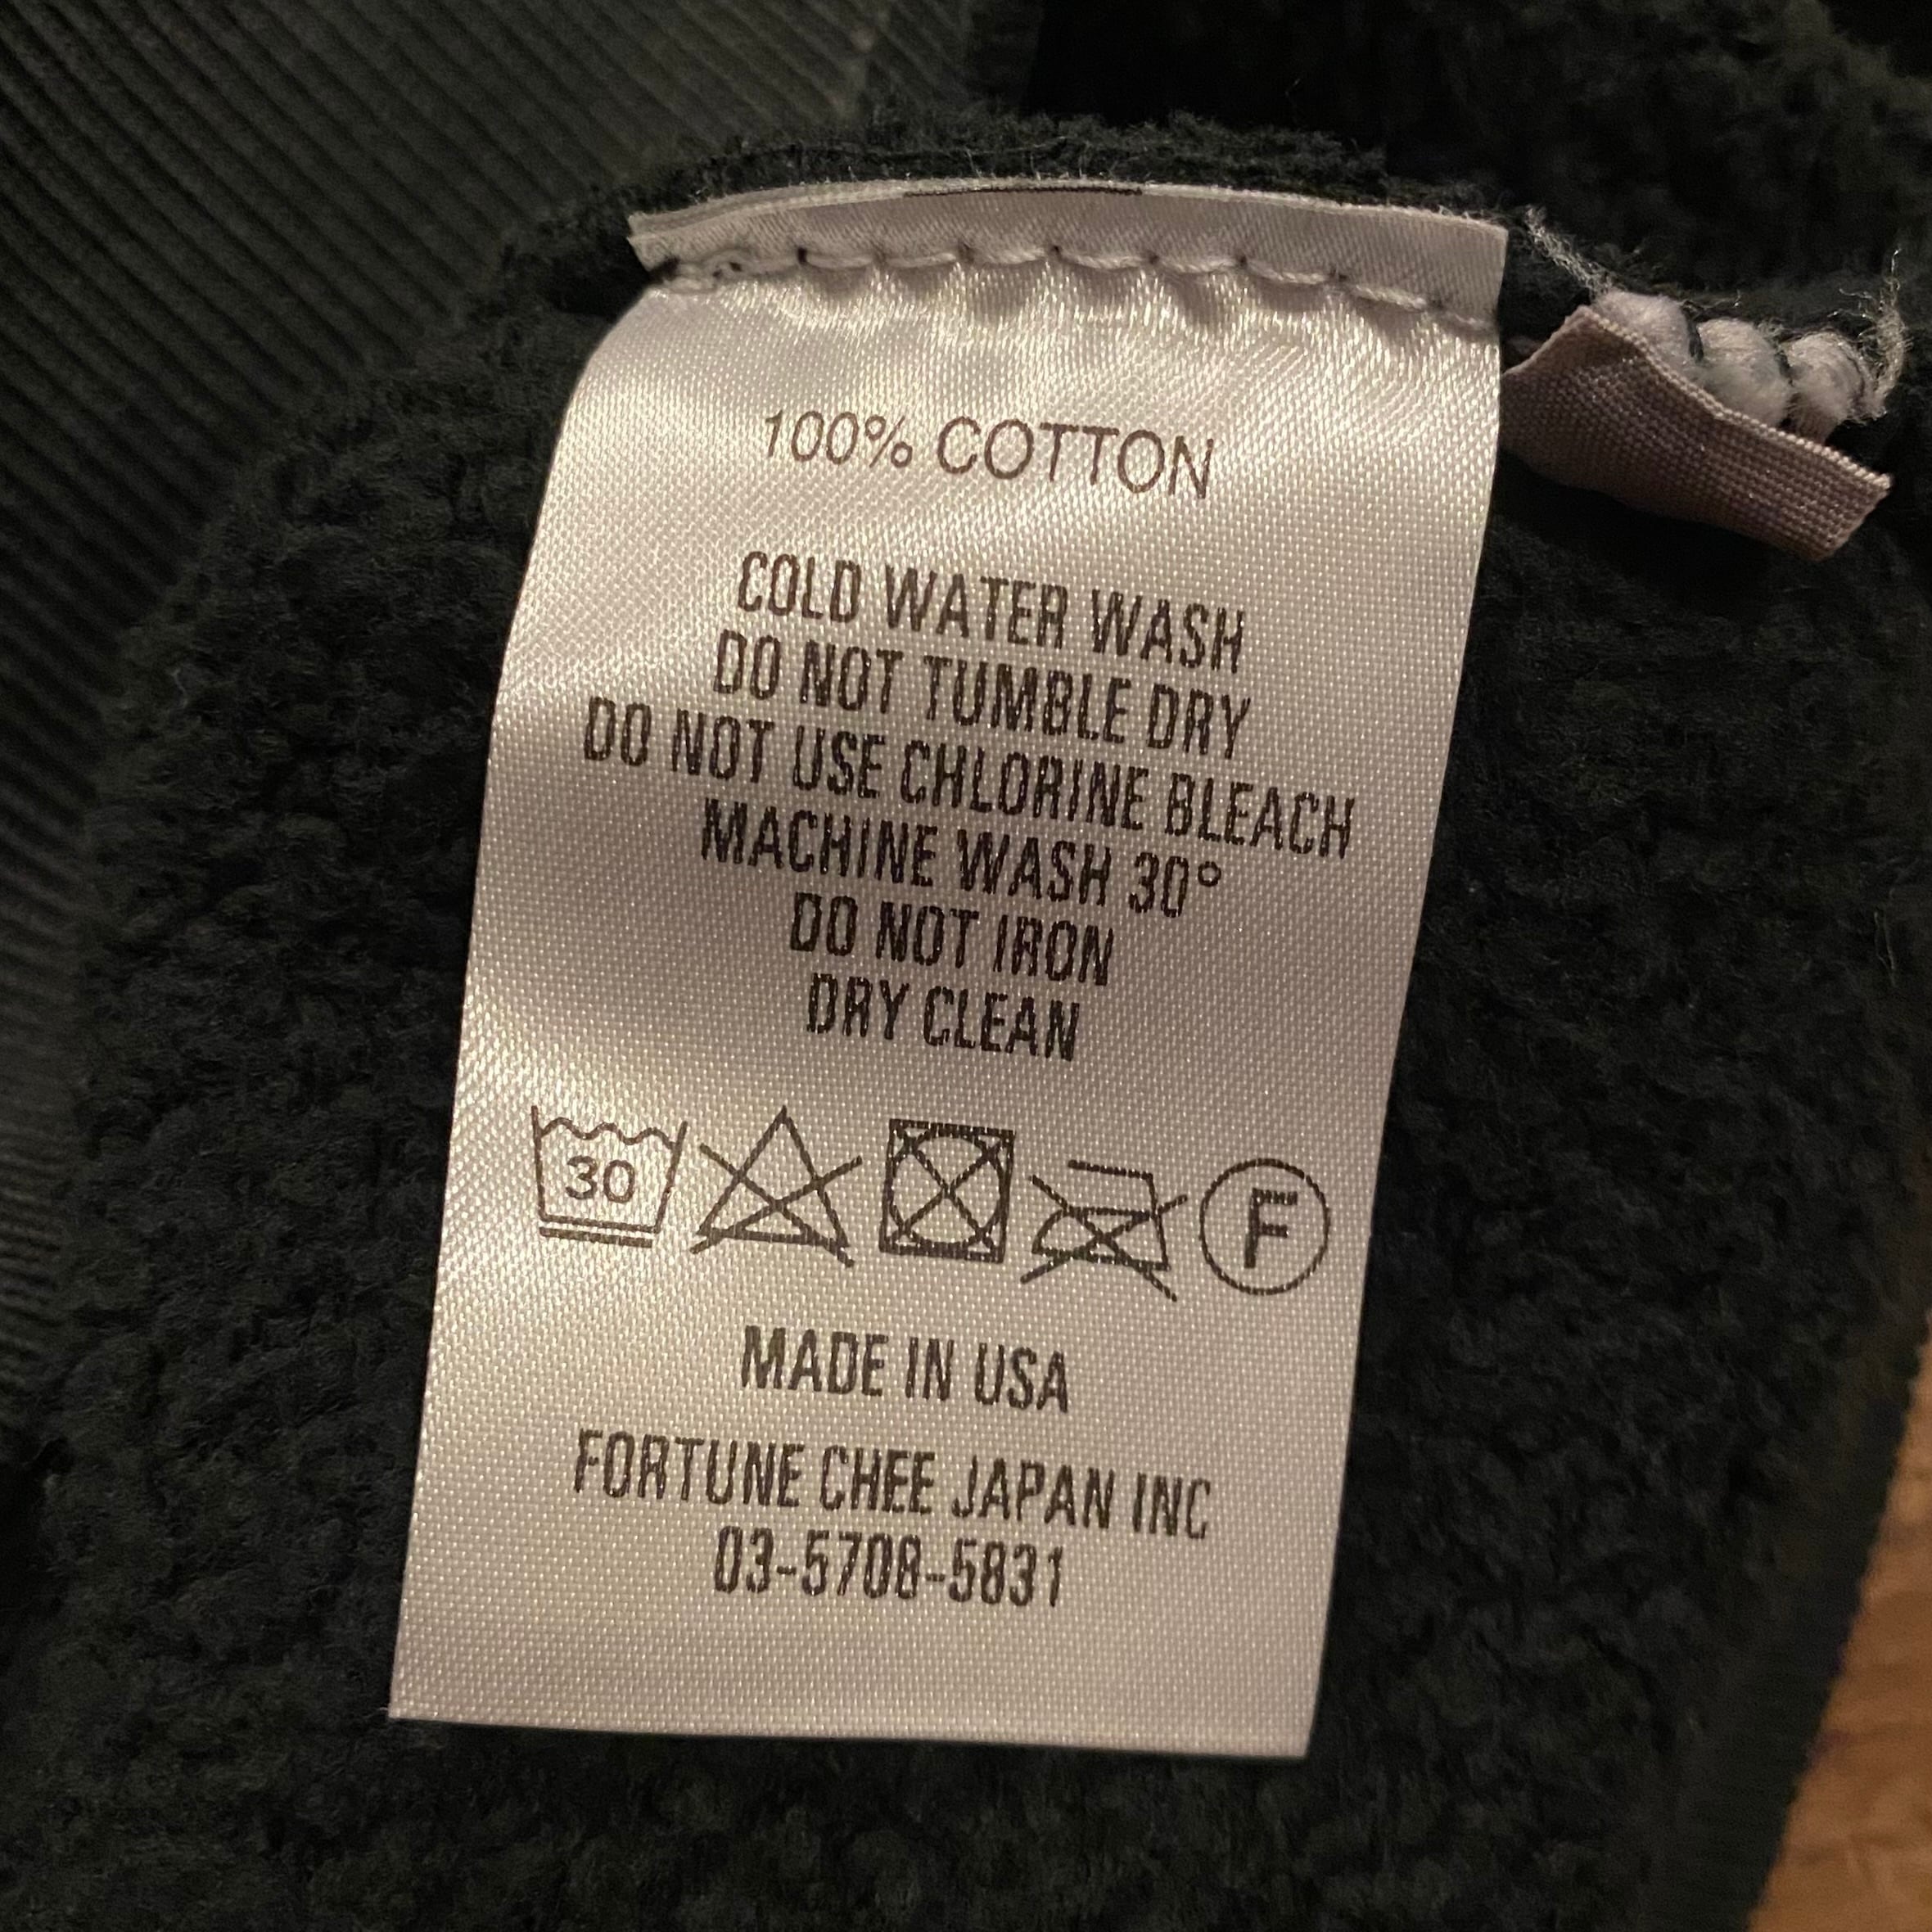 100% COTTON
COLD WATER WASH
DO NOT TUMBLE DRY
DO NOT USE CHLORINE BLEACH
MACHINE WASH 30°
DO NOT IRON
DRY CLEAN
30 F
MADE IN USA
FORTUNE CHEE JAPAN INC
03-5708-5831